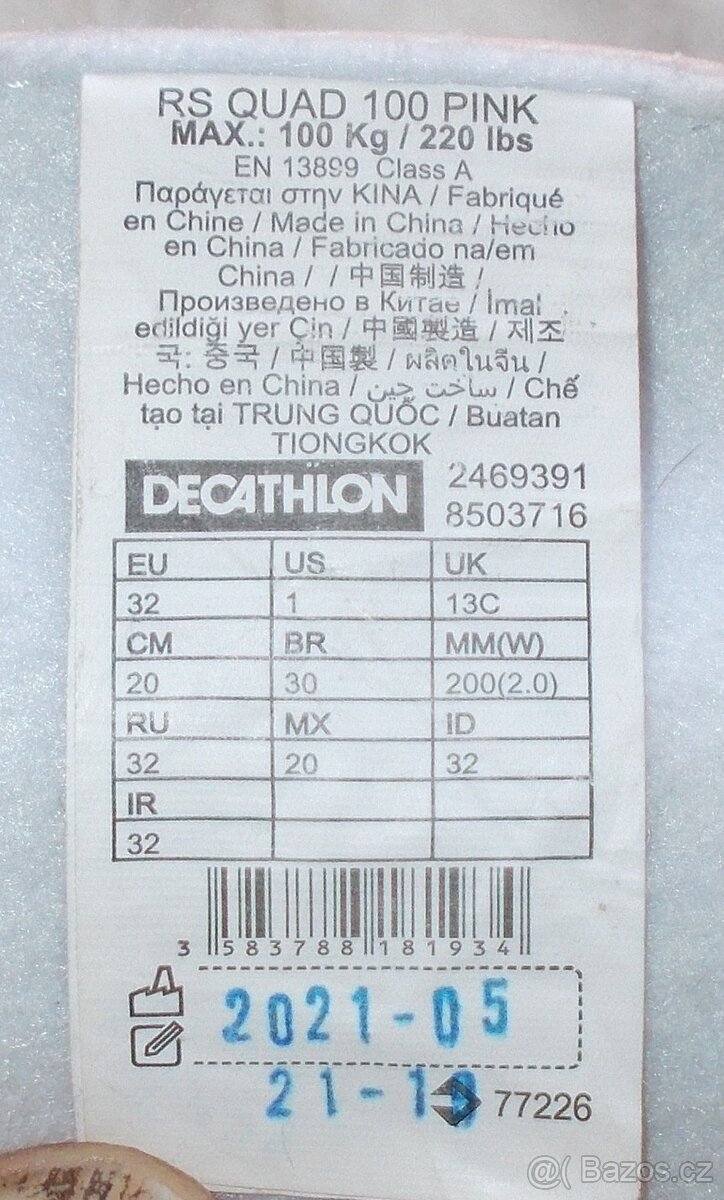 RS QUAD 100 PINK
MAX.: 100 Kg / 220 lbs
EN 13899 Class A
Παράγεται στην ΚΙΝΑ / Fabriqué
en Chine / Made in China / Hecho
en China / Fabricado na/em
China / / 中国制造 /
Произведено в Китае / İmal
edildiği yer Çin / 中國製造 / 제조
국: 중국 / 中国製 / ผลิตในจีน /
Hecho en China / ساخت چین / Chế
tạo tại TRUNG QUỐC / Buatan
TIONGKOK
DECATHLON 2469391
8503716
EU US UK
32 1 13C
CM BR MM(W)
20 30 200(2.0)
RU MX ID
32 20 32
IR
32
3 583788 181934
2021-05
21-1 77226
@( Bazos.cz